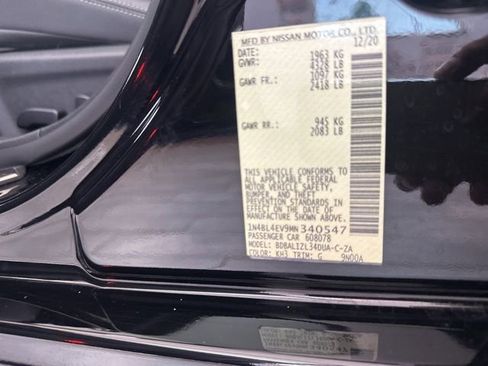 MFD BY NISSAN MOTOR CO., LTD.
DATE: 12/20
GVWR: 1963 KG
4328 LB
GAWR FR: 1097 KG
2418 LB
GAWR RR: 945 KG
2083 LB
THIS VEHICLE CONFORMS TO
ALL APPLICABLE FEDERAL
MOTOR VEHICLE SAFETY,
BUMPER, AND THEFT
PREVENTION STANDARDS
IN EFFECT ON THE DATE OF
MANUFACTURE SHOWN ABOVE.
1N4BL4EV9MN340547
PASSENGER CAR 608078
MODEL: BDBALIZL34DUA-C-ZA
COLOR: KH3 TRIM: G 9N00A